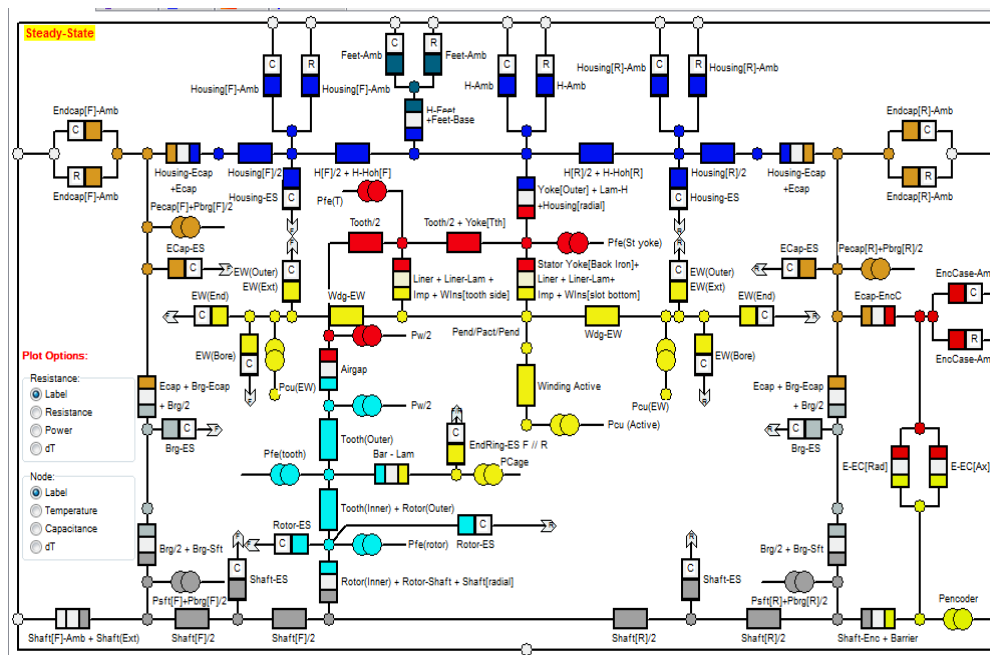 Steady-State
C
R
Housing[F]-Amb
Housing[F]-Amb
Feet-Amb
C
R
Feet-Amb
H-Feet
+Feet-Base
C
R
H-Amb
H-Amb
Housing[R]-Amb
C
R
Housing[R]-Amb
Endcap[F]-Amb
C
R
Endcap[F]-Amb
Endcap[R]-Amb
C
R
Endcap[R]-Amb
Housing-Ecap
+Ecap
Housing[F]/2
H[F]/2 + H-Hoh[F]
H[R]/2 + H-Hoh[R]
Housing[R]/2
Housing-Ecap
+Ecap
Housing-ES
C
Pfe(T)
Yoke[Outer] + Lam-H
+Housing[radial]
Housing-ES
C
Pecap[F]+Pbrg[F]/2
Tooth/2
Tooth/2 + Yoke[Tth]
Pfe(St yoke)
Pecap[R]+Pbrg[R]/2
ECap-ES
C
F
F
F
R
R
ECap-ES
C
R
EW(Outer)
EW(Ext)
C
Liner + Liner-Lam +
Imp + WIns[tooth side]
Stator Yoke[Back Iron]+
Liner + Liner-Lam+
Imp + WIns[slot bottom]
EW(Outer)
EW(Ext)
C
EncCase-Am
C
EW(End)
C
F
Wdg-EW
Pend/Pact/Pend
Wdg-EW
EW(End)
C
R
Ecap-EncC
R
EncCase-Am
Plot Options:
EW(Bore)
C
F
Pw/2
EW(Bore)
C
R
Resistance:
Label
Resistance
Power
dT
Ecap + Brg-Ecap
+ Brg/2
Pcu(EW)
Airgap
Winding Active
Pcu(EW)
Ecap + Brg-Ecap
+ Brg/2
Brg-ES
C
F
Pw/2
F/R
C
Pcu (Active)
Brg-ES
C
R
Tooth(Outer)
EndRing-ES F // R
Pfe(tooth)
Bar - Lam
PCage
E-EC[Rad]
E-EC[Ax]
Node:
Label
Temperature
Capacitance
dT
Tooth(Inner) + Rotor(Outer)
Rotor-ES
C
F
Pfe(rotor)
Rotor-ES
C
R
Brg/2 + Brg-Sft
F
C
Shaft-ES
R
C
Shaft-ES
Brg/2 + Brg-Sft
Rotor(Inner) + Rotor-Shaft + Shaft[radial]
Psft[F]+Pbrg[F]/2
Psft[R]+Pbrg[R]/2
Pencoder
Shaft[F]-Amb + Shaft(Ext)
Shaft[F]/2
Shaft[F]/2
Shaft[R]/2
Shaft[R]/2
Shaft-Enc + Barrier